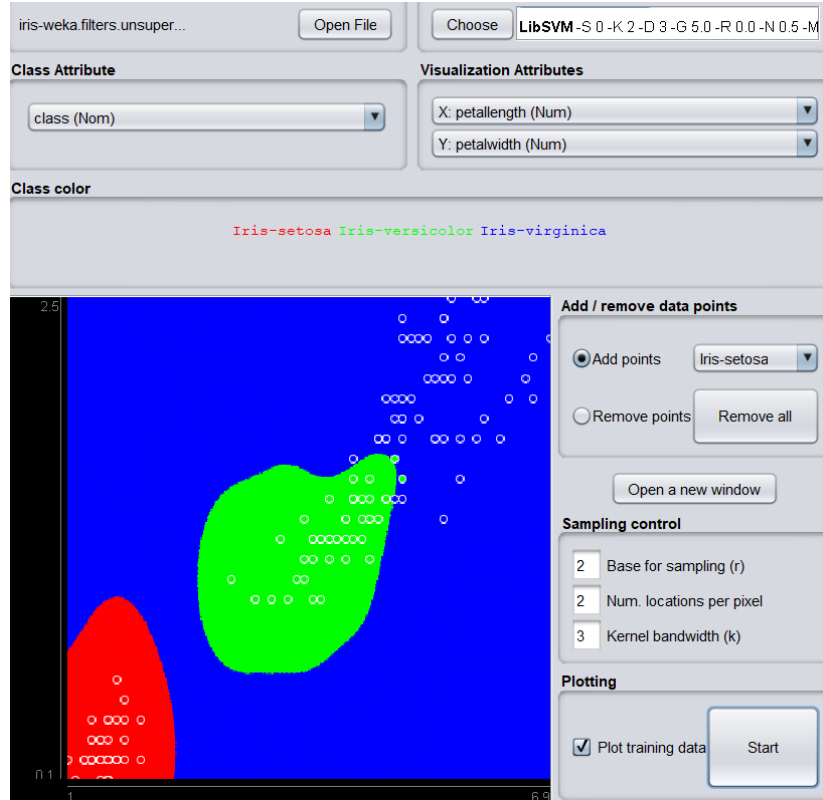 iris-weka.filters.unsuper... Open File Choose LibSVM -S 0 -K 2 -D 3 -G 5.0 -R 0.0 -N 0.5 -M
Class Attribute Visualization Attributes
class (Nom) X: petallength (Num)
Y: petalwidth (Num)
Class color
Iris-setosa Iris-versicolor Iris-virginica
2.5 Add / remove data points
Add points Iris-setosa
Remove points Remove all
Open a new window
Sampling control
2 Base for sampling (r)
2 Num. locations per pixel
3 Kernel bandwidth (k)
Plotting
Plot training data Start
0.1
1 6.9